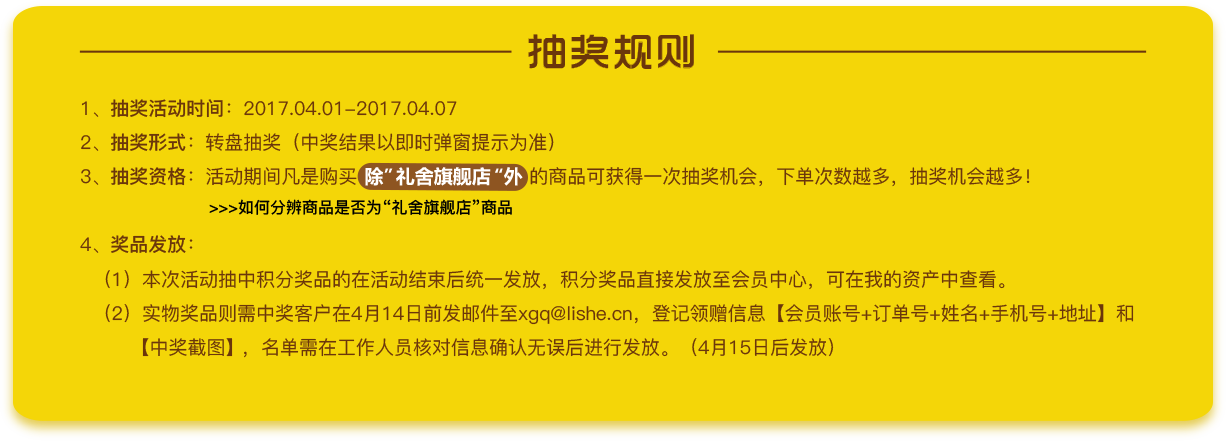 抽奖规则
1、抽奖活动时间：2017.04.01-2017.04.07
2、抽奖形式：转盘抽奖（中奖结果以即时弹窗提示为准）
3、抽奖资格：活动期间凡是购买除”礼舍旗舰店“外的商品可获得一次抽奖机会，下单次数越多，抽奖机会越多！
>>>如何分辨商品是否为“礼舍旗舰店”商品
4、奖品发放：
（1）本次活动抽中积分奖品的在活动结束后统一发放，积分奖品直接发放至会员中心，可在我的资产中查看。
（2）实物奖品则需中奖客户在4月14日前发邮件至xgq@lishe.cn，登记领赠信息【会员账号+订单号+姓名+手机号+地址】和
【中奖截图】，名单需在工作人员核对信息确认无误后进行发放。（4月15日后发放）